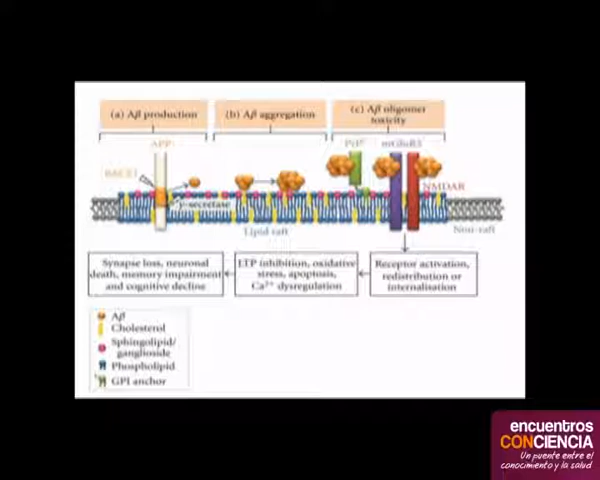 (a) Aβ production
(b) Aβ aggregation
(c) Aβ oligomer
toxicity
APP
PrPᶜ
mGluR5
BACE1
NMDAR
γ-secretase
Lipid raft
Non-raft
Synapse loss, neuronal
death, memory impairment
and cognitive decline
LTP inhibition, oxidative
stress, apoptosis,
Ca²⁺ dysregulation
Receptor activation,
redistribution or
internalisation
Aβ
Cholesterol
Sphingolipid/
ganglioside
Phospholipid
GPI anchor
encuentros
CONCIENCIA
Un puente entre el
conocimiento y la salud